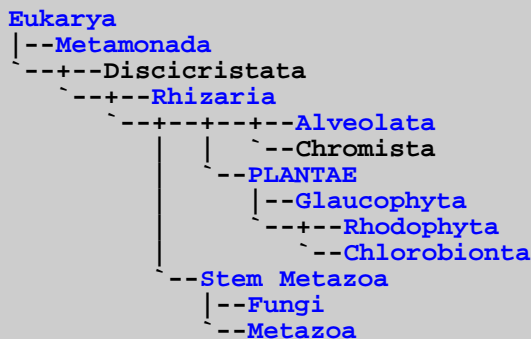 Eukarya
|--Metamonada
`--+--Discicristata
   `--+--Rhizaria
      `--+--+--+--Alveolata
         |  |  `--Chromista
         |  `--PLANTAE
         |     |--Glaucophyta
         |     `--+--Rhodophyta
         |        `--Chlorobionta
         `--Stem Metazoa
            |--Fungi
            `--Metazoa